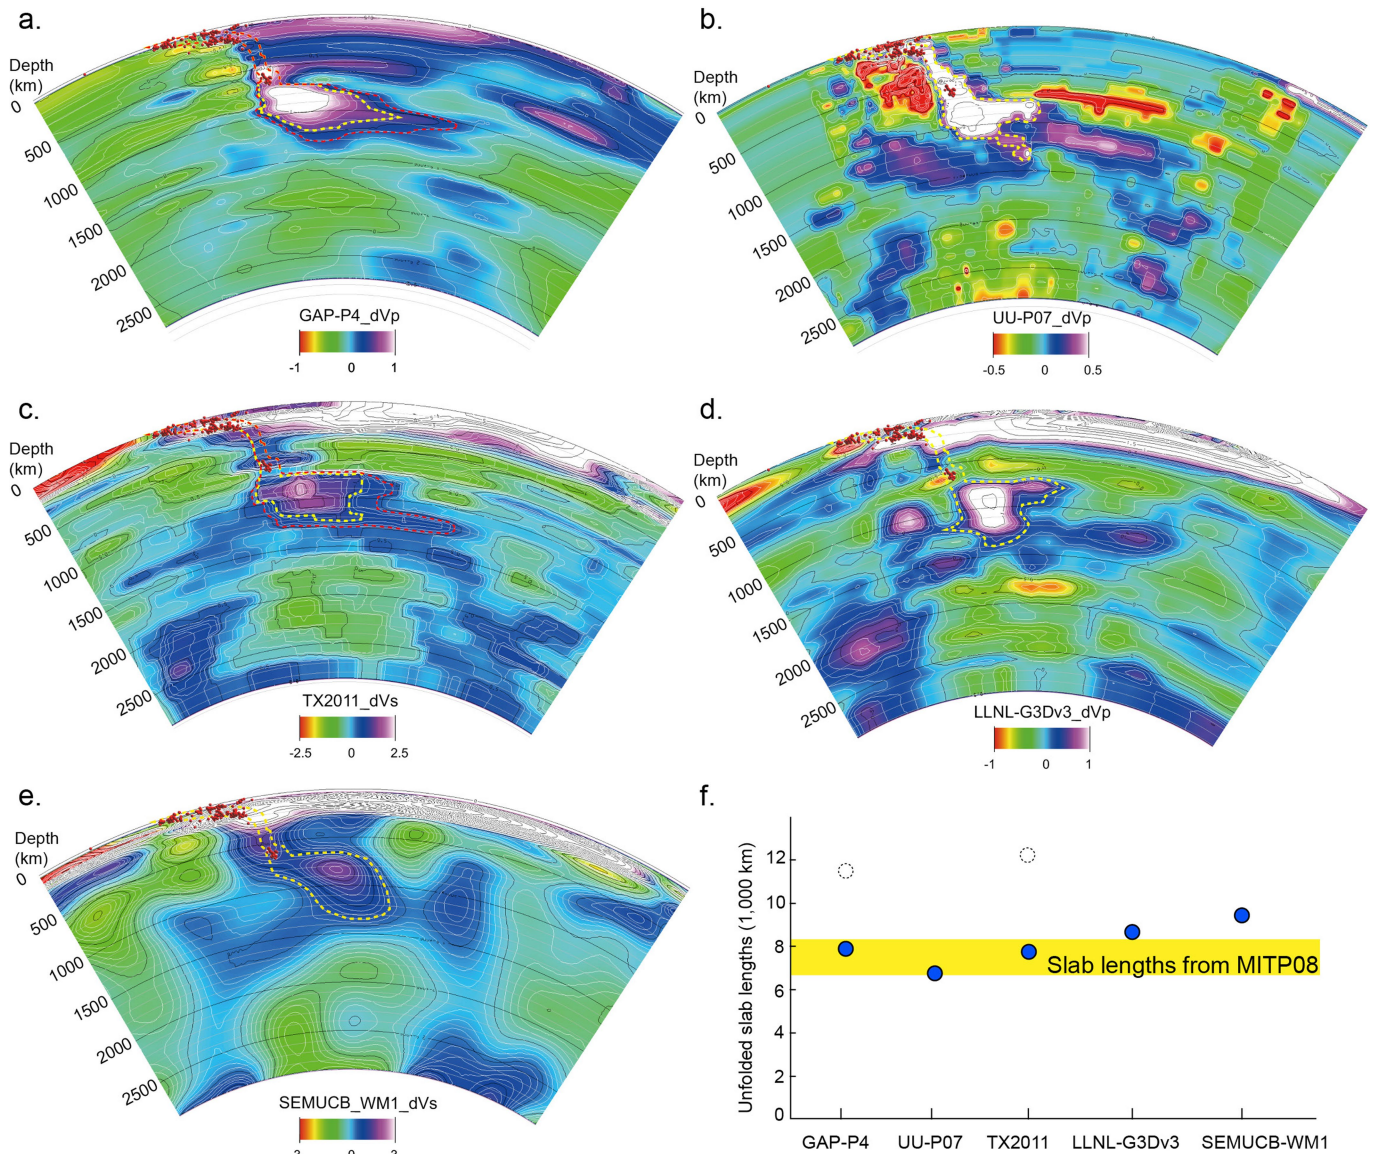 a.
Depth
(km)
0
500
1000
1500
2000
2500
GAP-P4_dVp
-1 0 1
b.
Depth
(km)
0
500
1000
1500
2000
2500
UU-P07_dVp
-0.5 0 0.5
c.
Depth
(km)
0
500
1000
1500
2000
2500
TX2011_dVs
-2.5 0 2.5
d.
Depth
(km)
0
500
1000
1500
2000
2500
LLNL-G3Dv3_dVp
-1 0 1
e.
Depth
(km)
0
500
1000
1500
2000
2500
SEMUCB_WM1_dVs
f.
Unfolded slab lengths (1,000 km)
12
10
8
6
4
2
0
Slab lengths from MITP08
GAP-P4 UU-P07 TX2011 LLNL-G3Dv3 SEMUCB-WM1